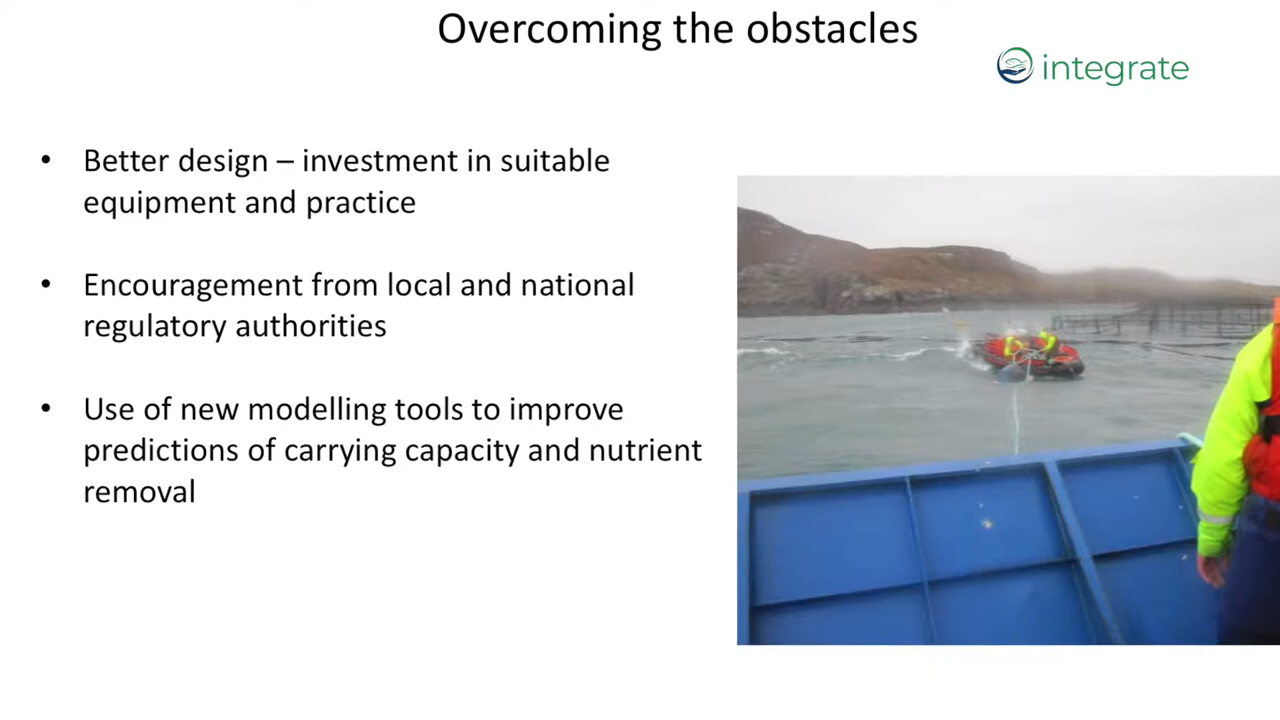 Overcoming the obstacles
integrate
• Better design – investment in suitable
equipment and practice
• Encouragement from local and national
regulatory authorities
• Use of new modelling tools to improve
predictions of carrying capacity and nutrient
removal